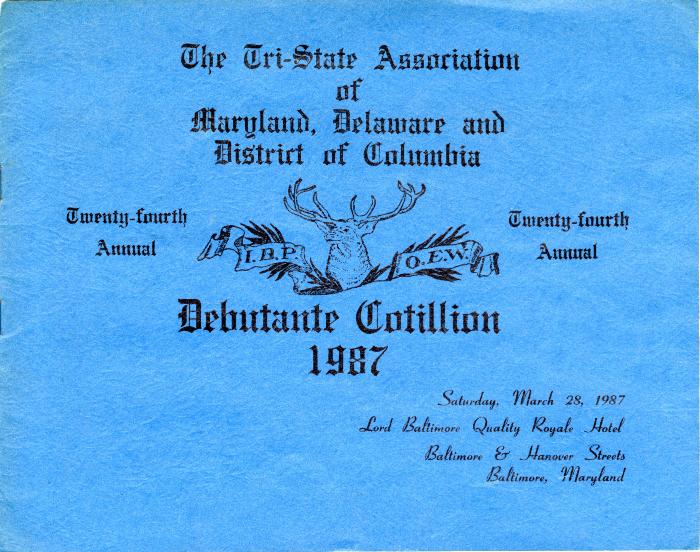 The Tri-State Association
of
Maryland, Delaware and
District of Columbia
Twenty-fourth
Annual
I.B.P.
O.E.W.
Twenty-fourth
Annual
Debutante Cotillion
1987
Saturday, March 28, 1987
Lord Baltimore Quality Royale Hotel
Baltimore & Hanover Streets
Baltimore, Maryland